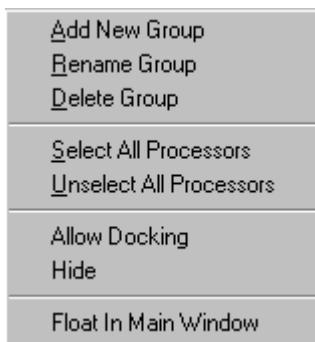 Add New Group
Rename Group
Delete Group
Select All Processors
Unselect All Processors
Allow Docking
Hide
Float In Main Window